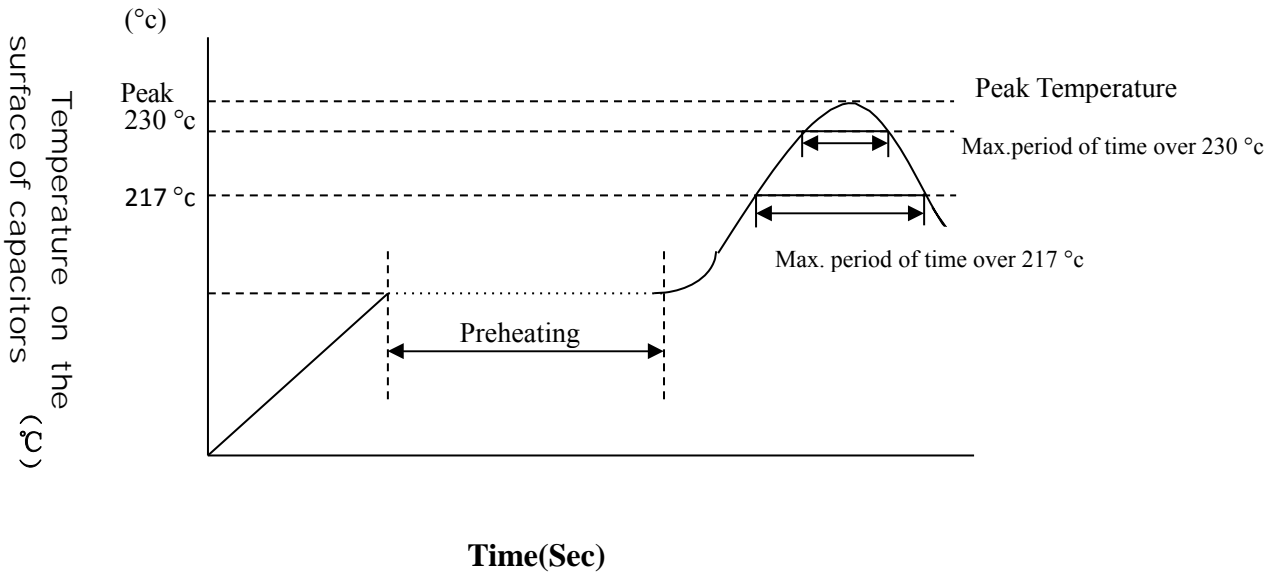 (°c)
Peak
230 °c
217 °c
Temperature on the
surface of capacitors (℃)
Peak Temperature
Max.period of time over 230 °c
Max. period of time over 217 °c
Preheating
Time(Sec)